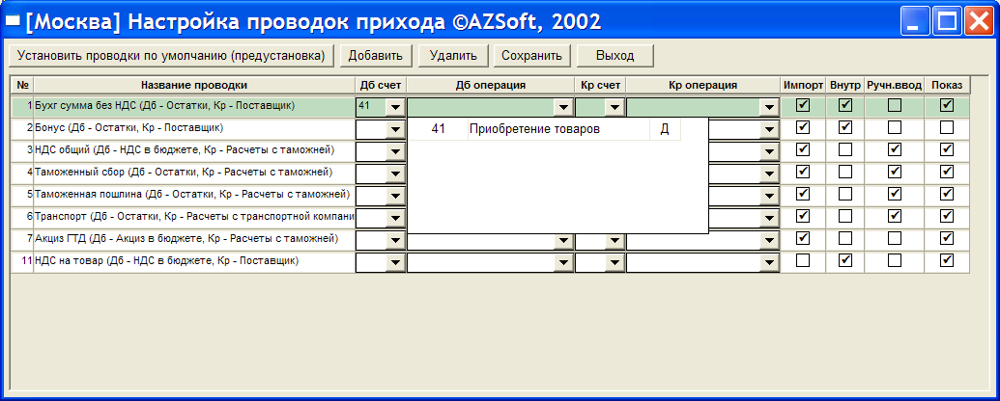 [Москва] Настройка проводок прихода ©AZSoft, 2002
Установить проводки по умолчанию (предустановка) Добавить Удалить Сохранить Выход
№ Название проводки Дб счет Дб операция Кр счет Кр операция Импорт Внутр Ручн.ввод Показ
1 Бухг сумма без НДС (Дб - Остатки, Кр - Поставщик) 41
41 Приобретение товаров Д
2 Бонус (Дб - Остатки, Кр - Поставщик)
3 НДС общий (Дб - НДС в бюджете, Кр - Расчеты с таможней)
4 Таможенный сбор (Дб - Остатки, Кр - Расчеты с таможней)
5 Таможенная пошлина (Дб - Остатки, Кр - Расчеты с таможней)
6 Транспорт (Дб - Остатки, Кр - Расчеты с транспортной компани
7 Акциз ГТД (Дб - Акциз в бюджете, Кр - Расчеты с таможней)
11 НДС на товар (Дб - НДС в бюджете, Кр - Поставщик)